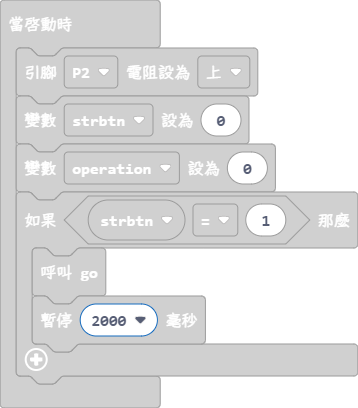 當啓動時
引腳 P2 電阻設為 上
變數 strbtn 設為 0
變數 operation 設為 0
如果 strbtn = 1 那麼
呼叫 go
暫停 2000 毫秒